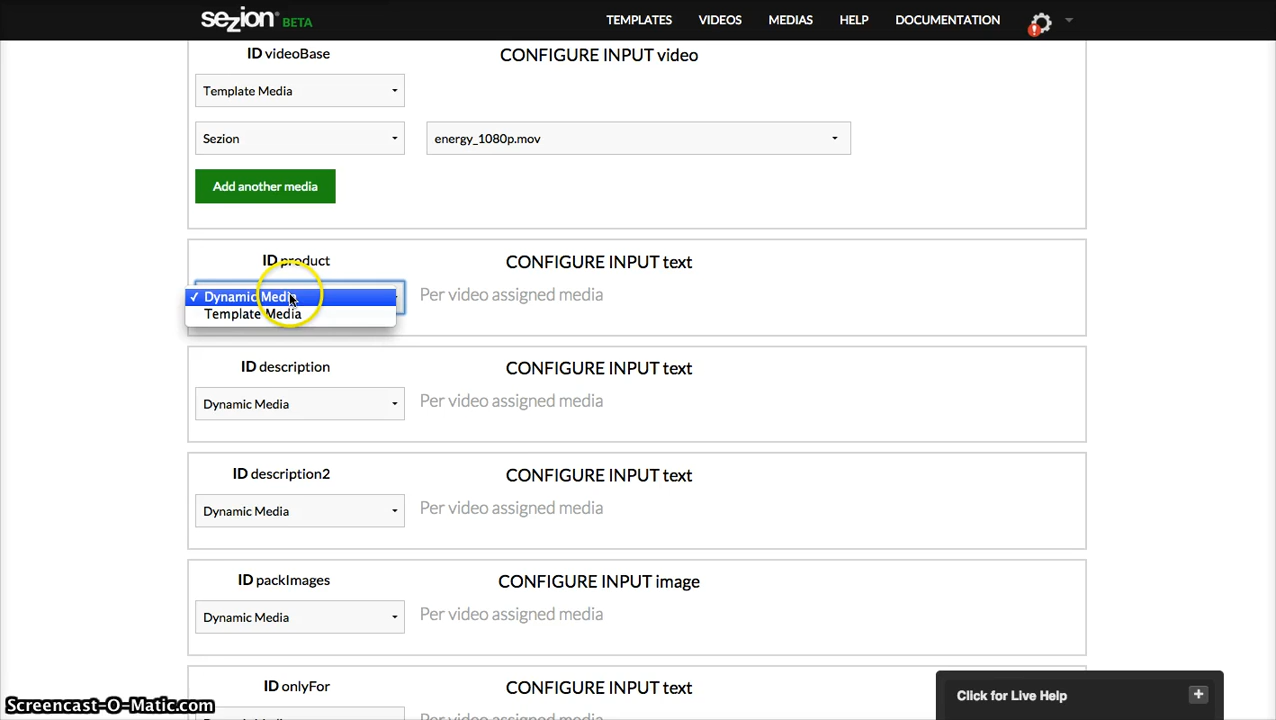 sezion BETA
TEMPLATES VIDEOS MEDIAS HELP DOCUMENTATION
ID videoBase CONFIGURE INPUT video
Template Media
Sezion energy_1080p.mov
Add another media
ID product CONFIGURE INPUT text
✓ Dynamic Media Per video assigned media
Template Media
ID description CONFIGURE INPUT text
Dynamic Media Per video assigned media
ID description2 CONFIGURE INPUT text
Dynamic Media Per video assigned media
ID packImages CONFIGURE INPUT image
Dynamic Media Per video assigned media
ID onlyFor CONFIGURE INPUT text
Click for Live Help +
Screencast-O-Matic.com